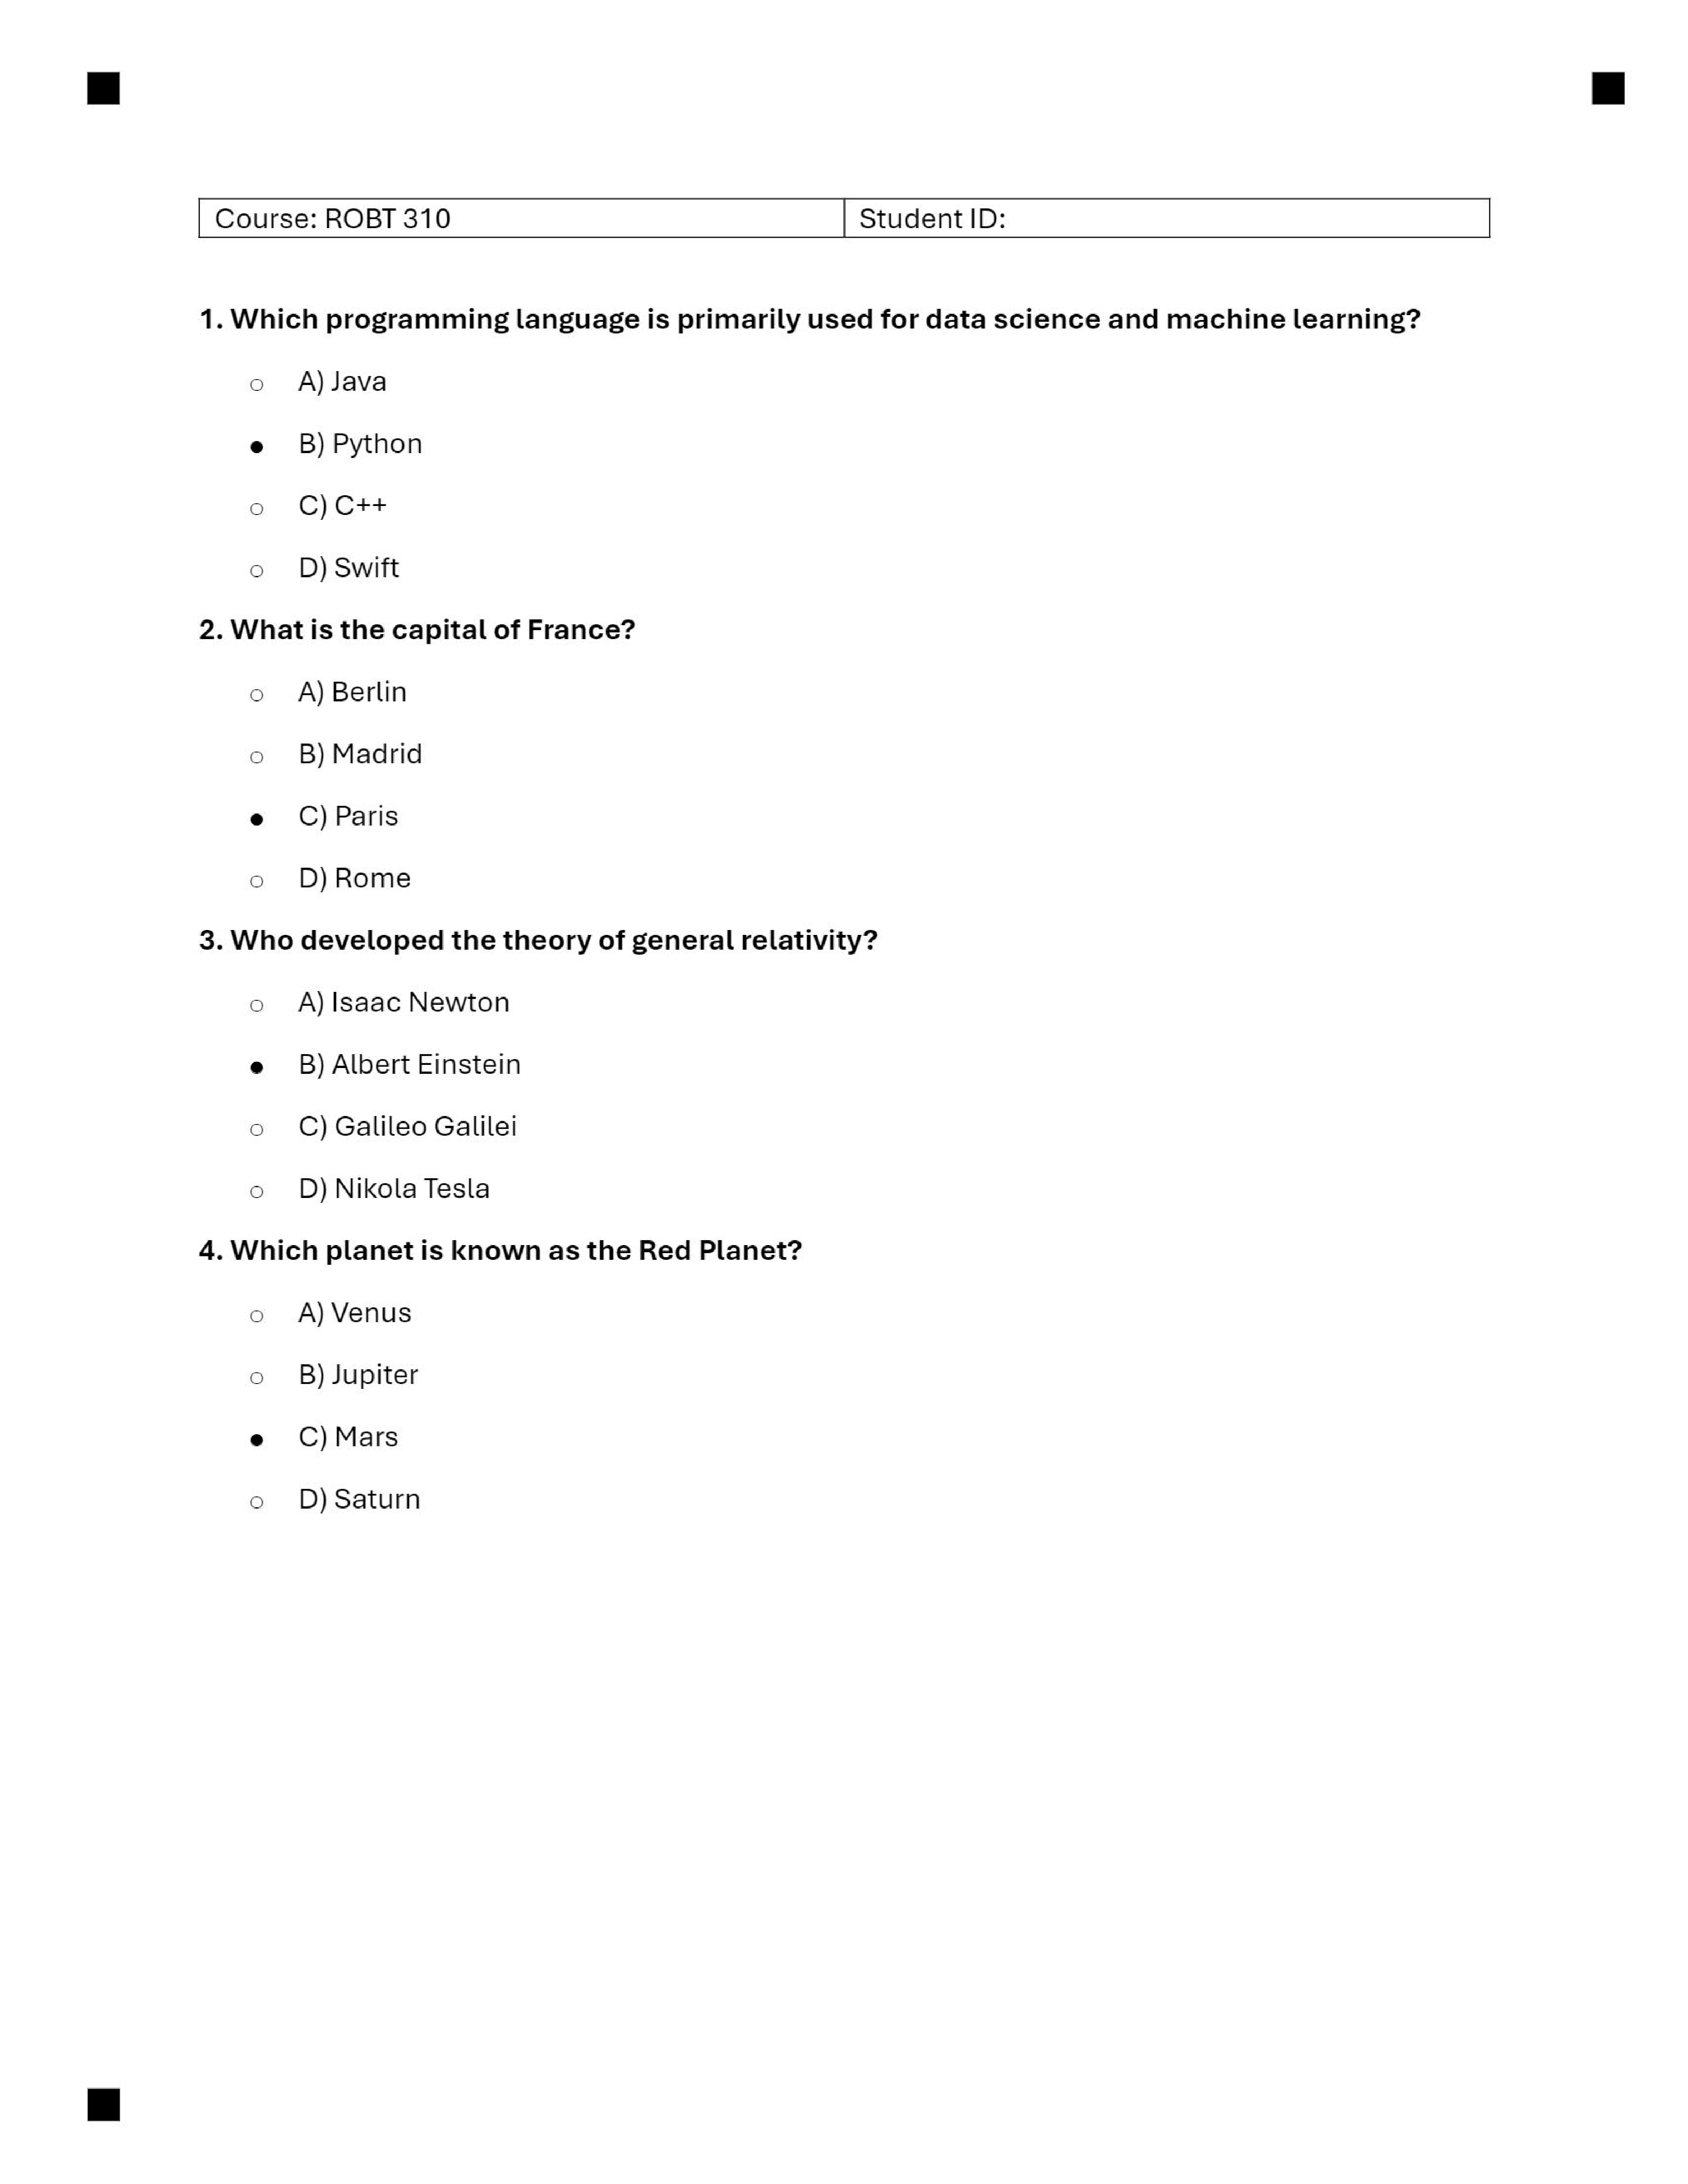 Course: ROBT 310
Student ID:
1. Which programming language is primarily used for data science and machine learning?
○ A) Java
● B) Python
○ C) C++
○ D) Swift
2. What is the capital of France?
○ A) Berlin
○ B) Madrid
● C) Paris
○ D) Rome
3. Who developed the theory of general relativity?
○ A) Isaac Newton
● B) Albert Einstein
○ C) Galileo Galilei
○ D) Nikola Tesla
4. Which planet is known as the Red Planet?
○ A) Venus
○ B) Jupiter
● C) Mars
○ D) Saturn